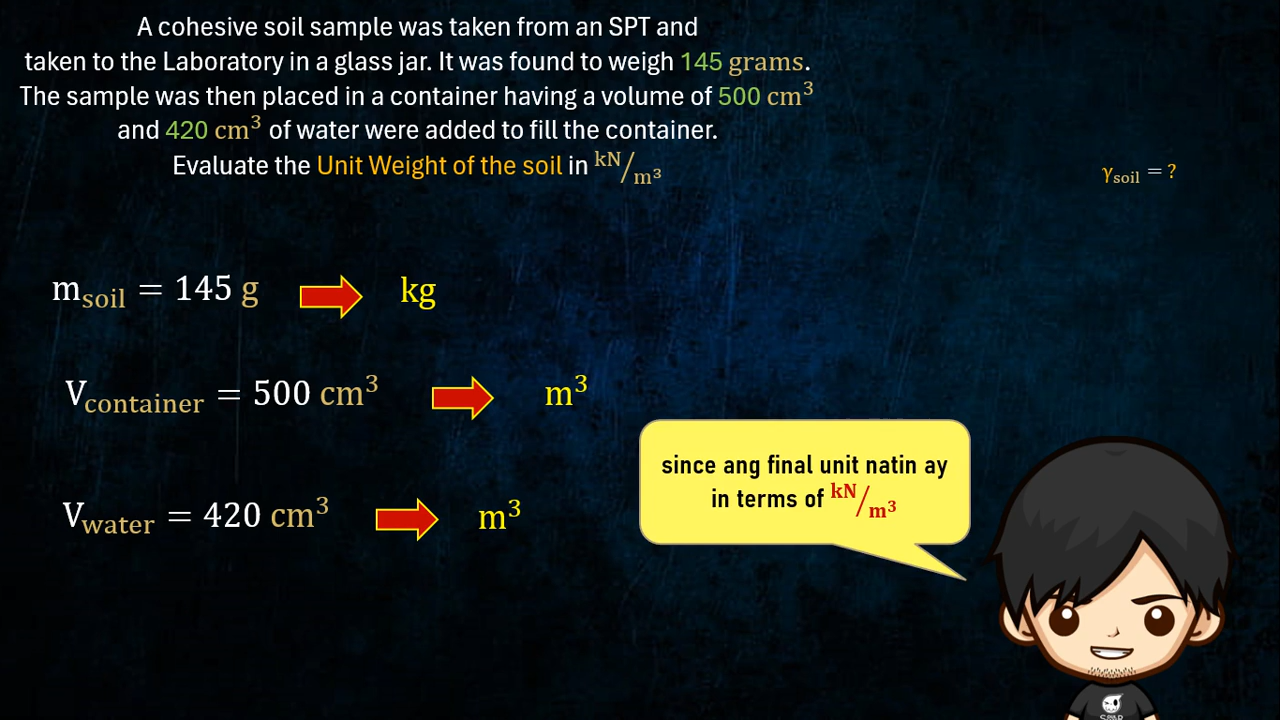 A cohesive soil sample was taken from an SPT and
taken to the Laboratory in a glass jar. It was found to weigh 145 grams.
The sample was then placed in a container having a volume of 500 cm³
and 420 cm³ of water were added to fill the container.
Evaluate the Unit Weight of the soil in kN/m³
γsoil = ?
msoil = 145 g kg
Vcontainer = 500 cm³ m³
since ang final unit natin ay
in terms of kN/m³
Vwater = 420 cm³ m³